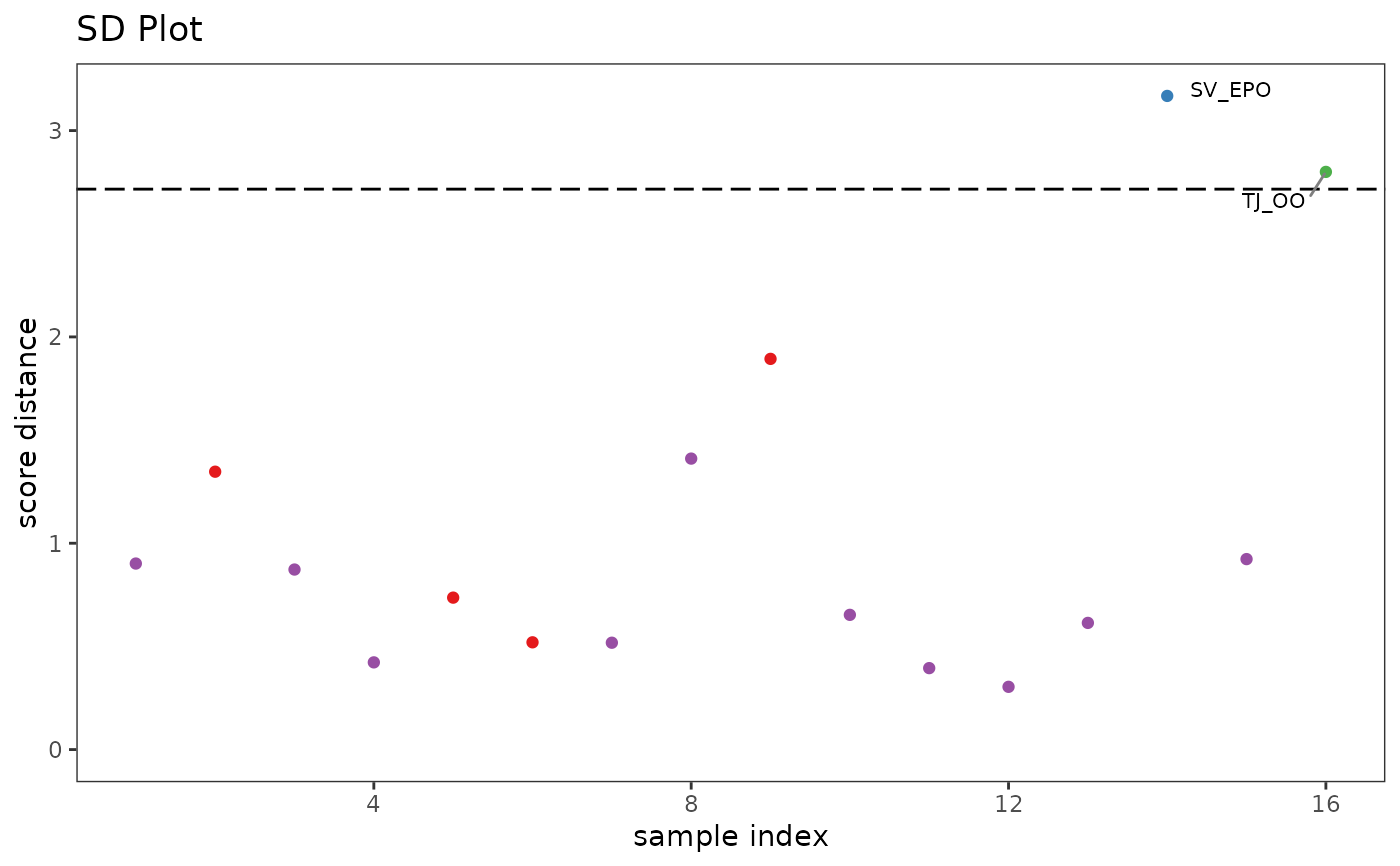 SD Plot
SV_EPO
TJ_OO
3
2
1
0
score distance
4 8 12 16
sample index